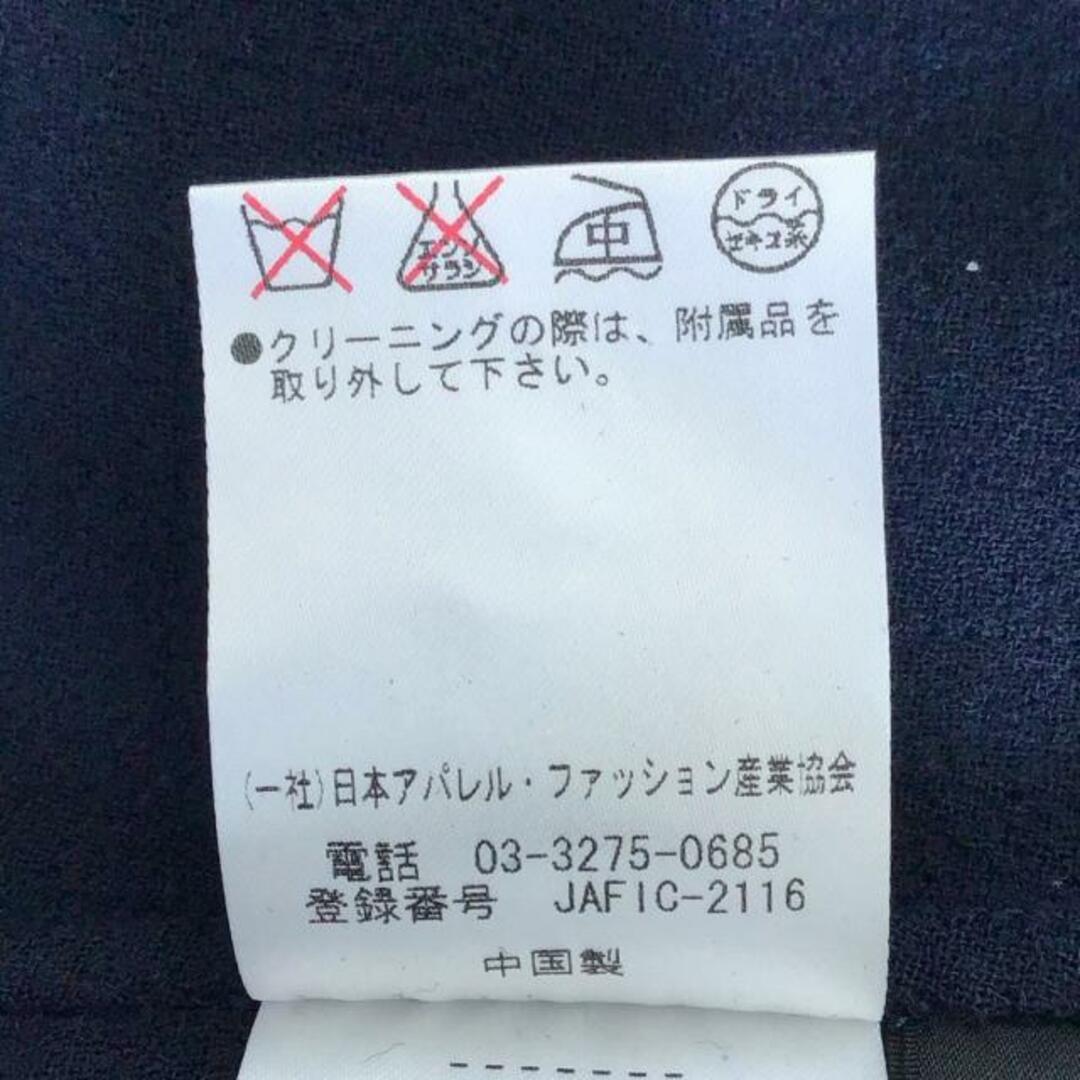 エンソ
サラシ
中
ドライ
セキユ系
●クリーニングの際は、附属品を
取り外して下さい。
(一社)日本アパレル・ファッション産業協会
電話 03-3275-0685
登録番号 JAFIC-2116
中国製